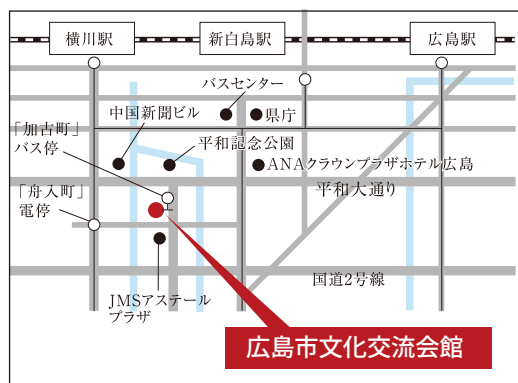 横川駅
新白島駅
広島駅
バスセンター
県庁
中国新聞ビル
「加古町」
バス停
平和記念公園
ANAクラウンプラザホテル広島
平和大通り
「舟入町」
電停
国道2号線
JMSアステール
プラザ
広島市文化交流会館